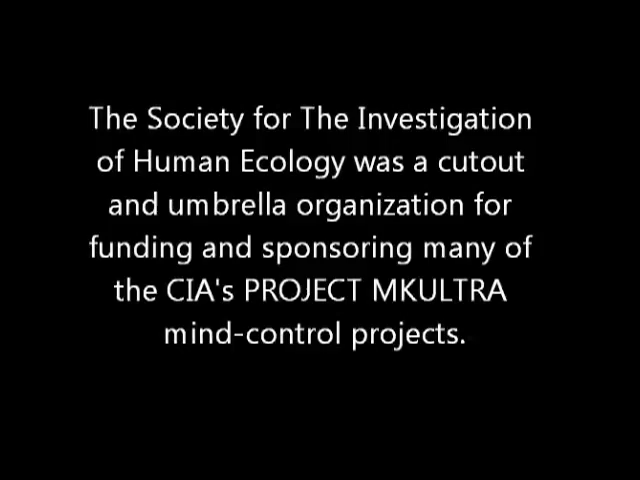 The Society for The Investigation
of Human Ecology was a cutout
and umbrella organization for
funding and sponsoring many of
the CIA's PROJECT MKULTRA
mind-control projects.